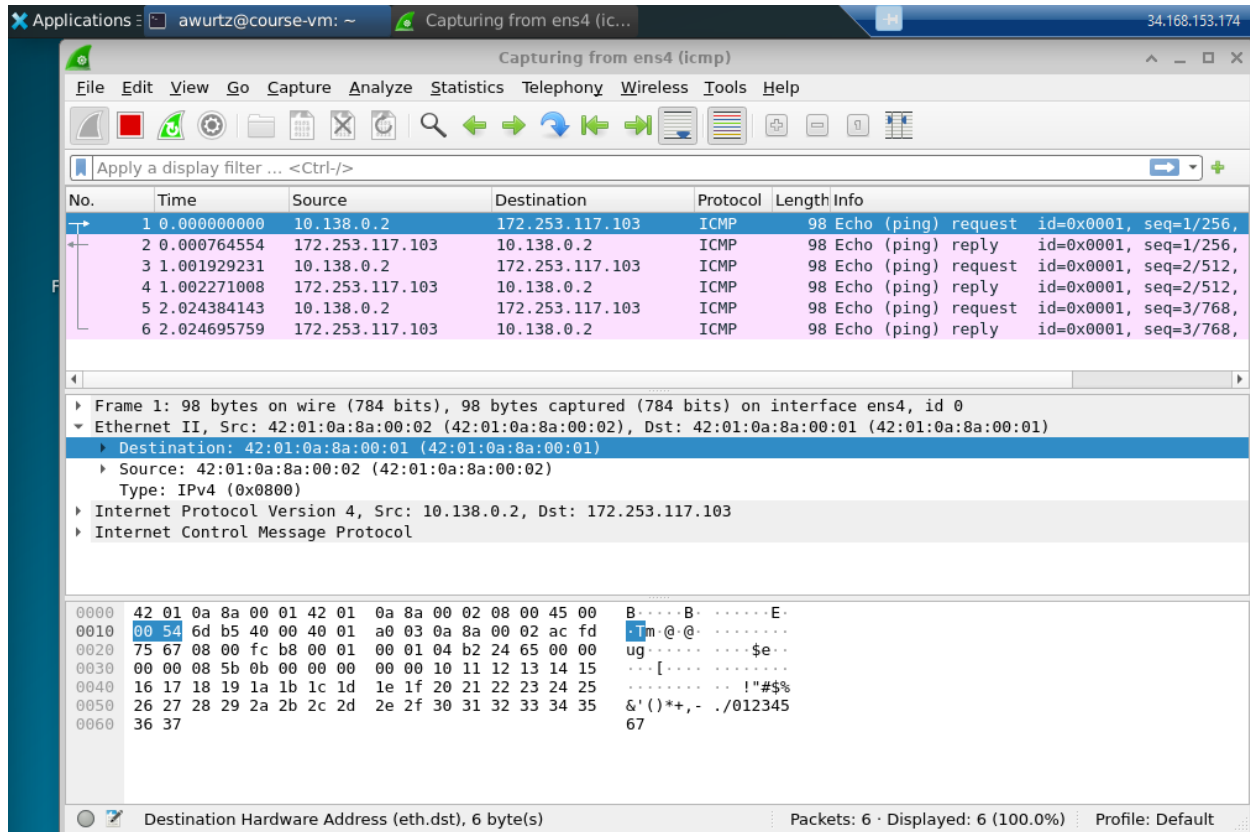 Applications awurtz@course-vm: ~ Capturing from ens4 (ic... 34.168.153.174
Capturing from ens4 (icmp)
File Edit View Go Capture Analyze Statistics Telephony Wireless Tools Help
Apply a display filter ... <Ctrl-/>
No. Time Source Destination Protocol Length Info
1 0.000000000 10.138.0.2 172.253.117.103 ICMP 98 Echo (ping) request id=0x0001, seq=1/256,
2 0.000764554 172.253.117.103 10.138.0.2 ICMP 98 Echo (ping) reply id=0x0001, seq=1/256,
3 1.001929231 10.138.0.2 172.253.117.103 ICMP 98 Echo (ping) request id=0x0001, seq=2/512,
4 1.002271008 172.253.117.103 10.138.0.2 ICMP 98 Echo (ping) reply id=0x0001, seq=2/512,
F
5 2.024384143 10.138.0.2 172.253.117.103 ICMP 98 Echo (ping) request id=0x0001, seq=3/768,
6 2.024695759 172.253.117.103 10.138.0.2 ICMP 98 Echo (ping) reply id=0x0001, seq=3/768,
Frame 1: 98 bytes on wire (784 bits), 98 bytes captured (784 bits) on interface ens4, id 0
Ethernet II, Src: 42:01:0a:8a:00:02 (42:01:0a:8a:00:02), Dst: 42:01:0a:8a:00:01 (42:01:0a:8a:00:01)
Destination: 42:01:0a:8a:00:01 (42:01:0a:8a:00:01)
Source: 42:01:0a:8a:00:02 (42:01:0a:8a:00:02)
Type: IPv4 (0x0800)
Internet Protocol Version 4, Src: 10.138.0.2, Dst: 172.253.117.103
Internet Control Message Protocol
0000 42 01 0a 8a 00 01 42 01 0a 8a 00 02 08 00 45 00 B·····B· ······E·
0010 00 54 6d b5 40 00 40 01 a0 03 0a 8a 00 02 ac fd ·Tm·@·@· ········
0020 75 67 08 00 fc b8 00 01 00 01 04 b2 24 65 00 00 ug······ ····$e··
0030 00 00 08 5b 0b 00 00 00 00 00 10 11 12 13 14 15 ···[···· ········
0040 16 17 18 19 1a 1b 1c 1d 1e 1f 20 21 22 23 24 25 ········ ·· !"#$%
0050 26 27 28 29 2a 2b 2c 2d 2e 2f 30 31 32 33 34 35 &'()*+,- ./012345
0060 36 37 67
Destination Hardware Address (eth.dst), 6 byte(s) Packets: 6 · Displayed: 6 (100.0%) Profile: Default